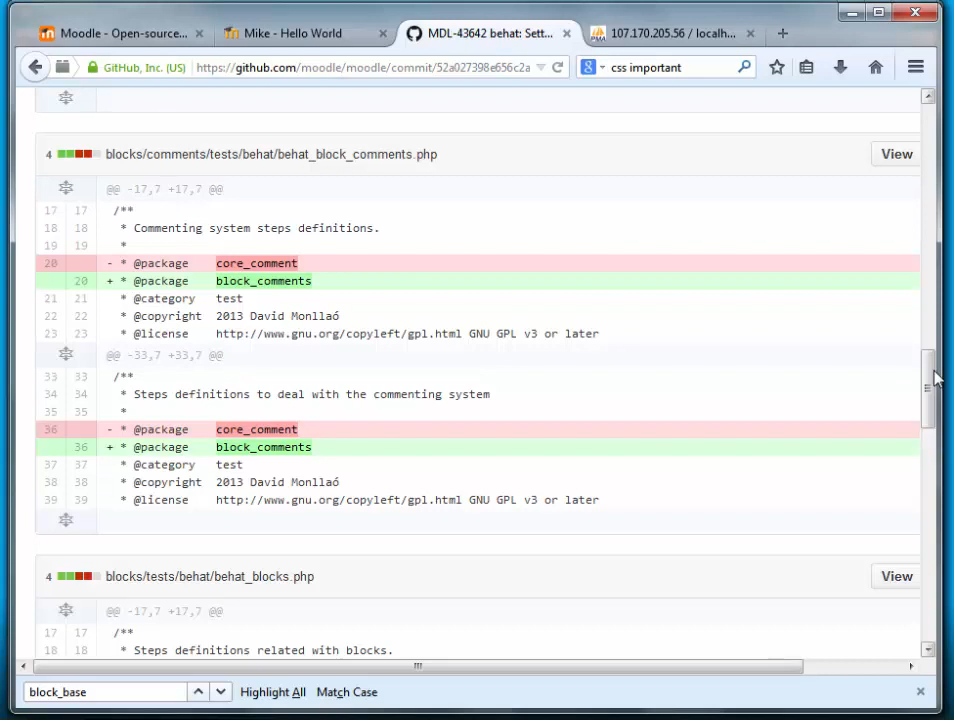 Moodle - Open-source...
Mike - Hello World
MDL-43642 behat: Sett...
107.170.205.56 / localh...
GitHub, Inc. (US)
https://github.com/moodle/moodle/commit/52a027398e656c2a
css important
4 blocks/comments/tests/behat/behat_block_comments.php View
@@ -17,7 +17,7 @@
17 17 /**
18 18 * Commenting system steps definitions.
19 19 *
20 - * @package core_comment
20 + * @package block_comments
21 21 * @category test
22 22 * @copyright 2013 David Monllaó
23 23 * @license http://www.gnu.org/copyleft/gpl.html GNU GPL v3 or later
@@ -33,7 +33,7 @@
33 33 /**
34 34 * Steps definitions to deal with the commenting system
35 35 *
36 - * @package core_comment
36 + * @package block_comments
37 37 * @category test
38 38 * @copyright 2013 David Monllaó
39 39 * @license http://www.gnu.org/copyleft/gpl.html GNU GPL v3 or later
4 blocks/tests/behat/behat_blocks.php View
@@ -17,7 +17,7 @@
17 17 /**
18 18 * Steps definitions related with blocks.
block_base Highlight All Match Case